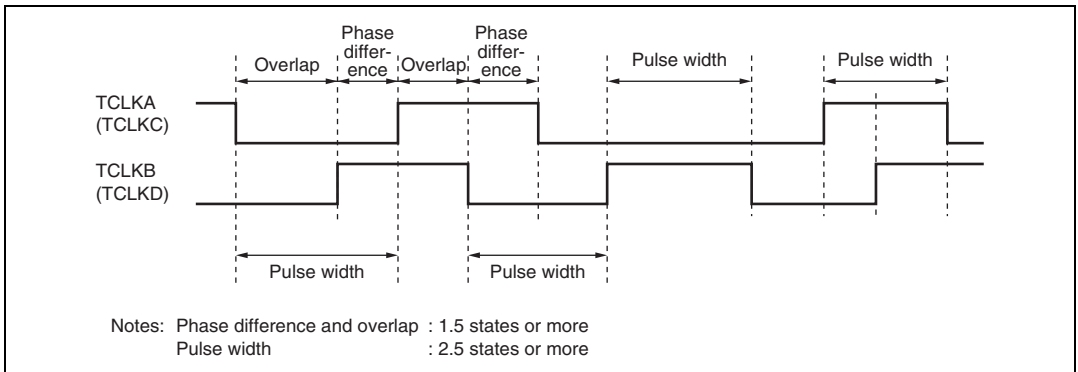 Phase
differ-
ence
Phase
differ-
ence
Overlap
Overlap
Pulse width
Pulse width
TCLKA
(TCLKC)
TCLKB
(TCLKD)
Pulse width
Pulse width
Notes: Phase difference and overlap : 1.5 states or more
Pulse width : 2.5 states or more